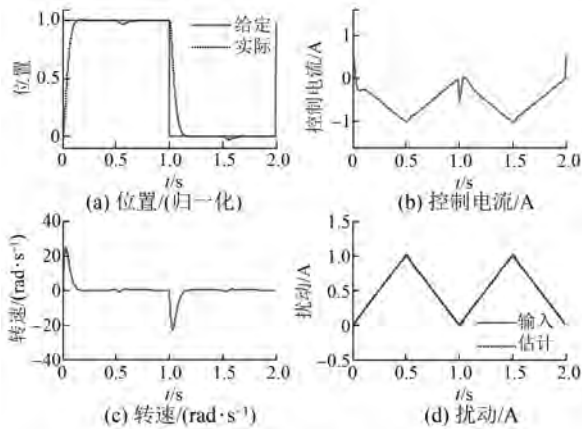 1.0
0.5
0
位置
给定
实际
0 0.5 1.0 1.5 2.0
t/s
(a) 位置/(归一化)
1
0
-1
控制电流/A
0 0.5 1.0 1.5 2.0
t/s
(b) 控制电流/A
40
20
0
-20
-40
转速/(rad·s⁻¹)
0 0.5 1.0 1.5 2.0
t/s
(c) 转速/(rad·s⁻¹)
1.5
1.0
0.5
0
-0.5
扰动/A
输入
估计
0 0.5 1.0 1.5 2.0
t/s
(d) 扰动/A